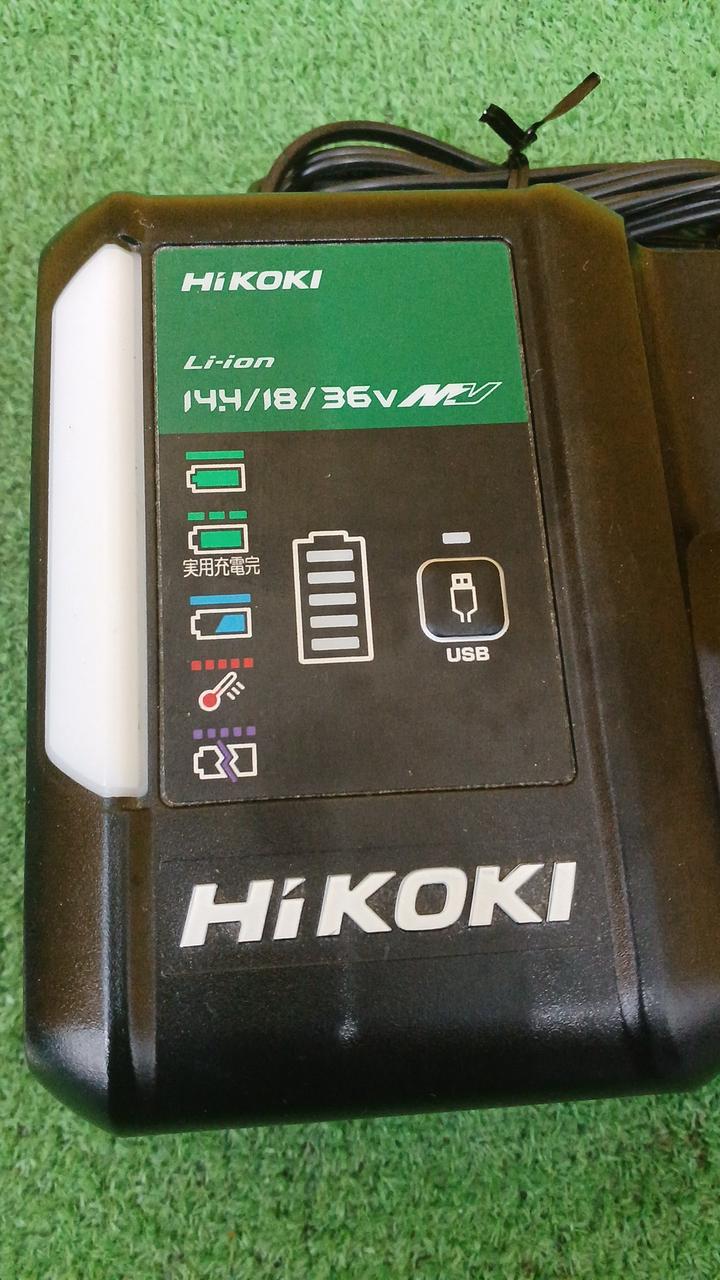 HiKOKI
Li-ion
14.4/18/36V MV
実用充電完
USB
HiKOKI